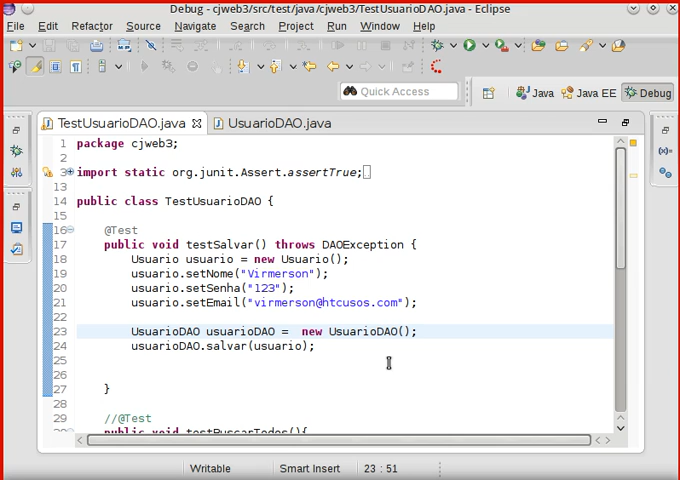 Debug - cjweb3/src/test/java/cjweb3/TestUsuarioDAO.java - Eclipse
File Edit Refactor Source Navigate Search Project Run Window Help
Quick Access Java Java EE Debug
TestUsuarioDAO.java UsuarioDAO.java
1 package cjweb3;
2
3 import static org.junit.Assert.assertTrue;
13
14 public class TestUsuarioDAO {
15
16 @Test
17 public void testSalvar() throws DAOException {
18 Usuario usuario = new Usuario();
19 usuario.setNome("Virmerson");
20 usuario.setSenha("123");
21 usuario.setEmail("virmerson@htcusos.com");
22
23 UsuarioDAO usuarioDAO =  new UsuarioDAO();
24 usuarioDAO.salvar(usuario);
25
26
27 }
28
29 //@Test
public void testBuscarTodos(){
Writable Smart Insert 23 : 51